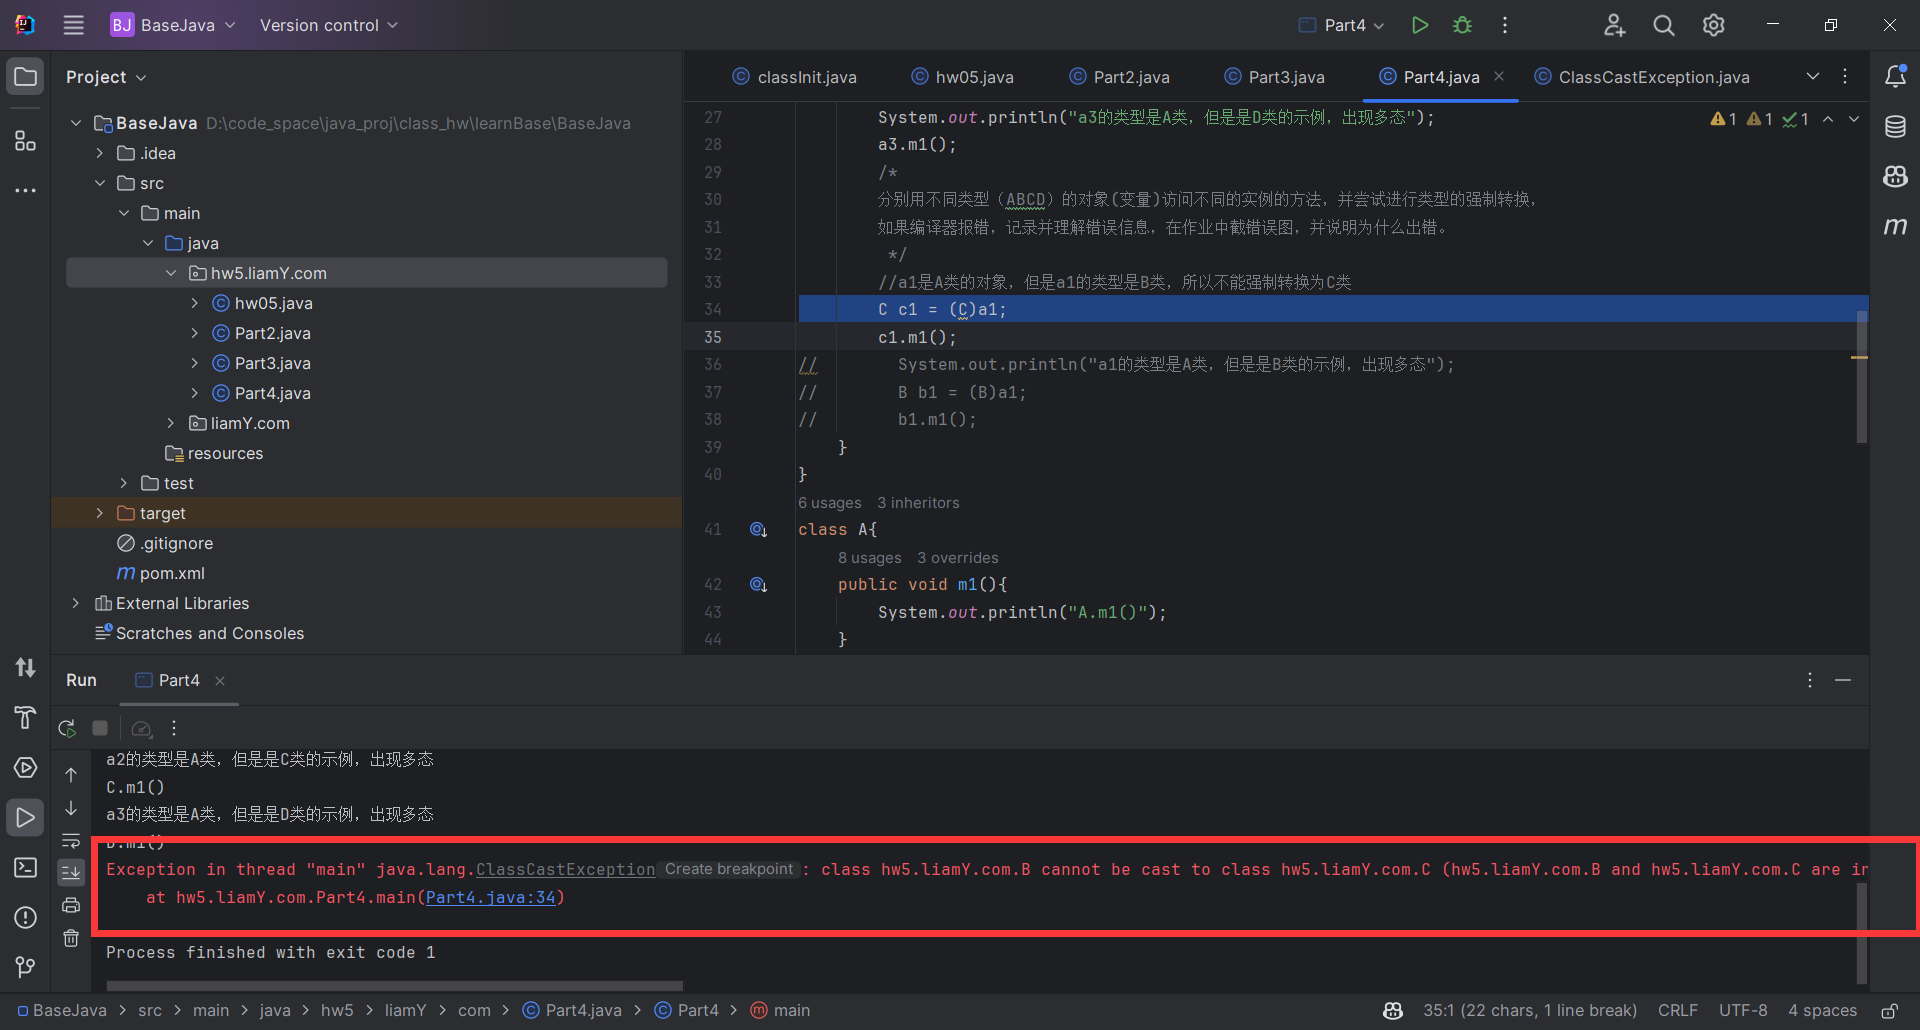 BJ BaseJava Version control Part4
Project
BaseJava D:\code_space\java_proj\class_hw\learnBase\BaseJava
.idea
src
main
java
hw5.liamY.com
hw05.java
Part2.java
Part3.java
Part4.java
liamY.com
resources
test
target
.gitignore
pom.xml
External Libraries
Scratches and Consoles
classInit.java hw05.java Part2.java Part3.java Part4.java ClassCastException.java
1 1 1
27 System.out.println("a3的类型是A类，但是是D类的示例，出现多态");
28 a3.m1();
29 /*
30 分别用不同类型（ABCD）的对象(变量)访问不同的实例的方法，并尝试进行类型的强制转换，
31 如果编译器报错，记录并理解错误信息，在作业中截错误图，并说明为什么出错。
32 */
33 //a1是A类的对象，但是a1的类型是B类，所以不能强制转换为C类
34 C c1 = (C)a1;
35 c1.m1();
36 // System.out.println("a1的类型是A类，但是是B类的示例，出现多态");
37 // B b1 = (B)a1;
38 // b1.m1();
39 }
40 }
6 usages 3 inheritors
41 class A{
8 usages 3 overrides
42 public void m1(){
43 System.out.println("A.m1()");
44 }
Run Part4
a2的类型是A类，但是是C类的示例，出现多态
C.m1()
a3的类型是A类，但是是D类的示例，出现多态
D.m1()
Exception in thread "main" java.lang.ClassCastException Create breakpoint : class hw5.liamY.com.B cannot be cast to class hw5.liamY.com.C (hw5.liamY.com.B and hw5.liamY.com.C are in
at hw5.liamY.com.Part4.main(Part4.java:34)
Process finished with exit code 1
BaseJava > src > main > java > hw5 > liamY > com > Part4.java > Part4 > main 35:1 (22 chars, 1 line break) CRLF UTF-8 4 spaces